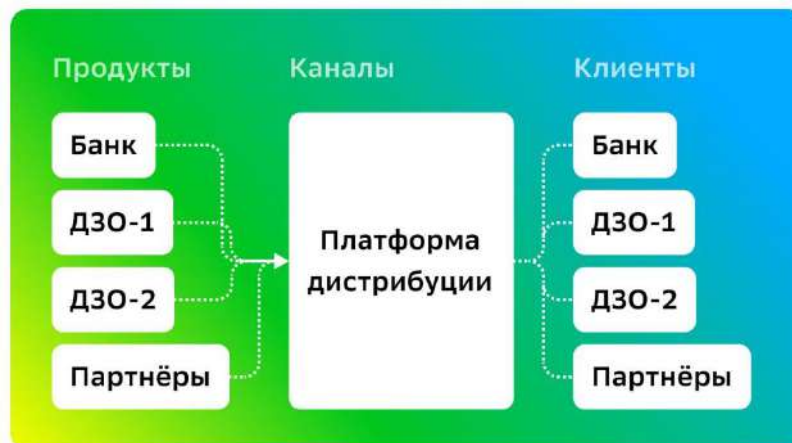 Продукты
Каналы
Клиенты
Банк
ДЗО-1
ДЗО-2
Партнёры
Платформа
дистрибуции
Банк
ДЗО-1
ДЗО-2
Партнёры